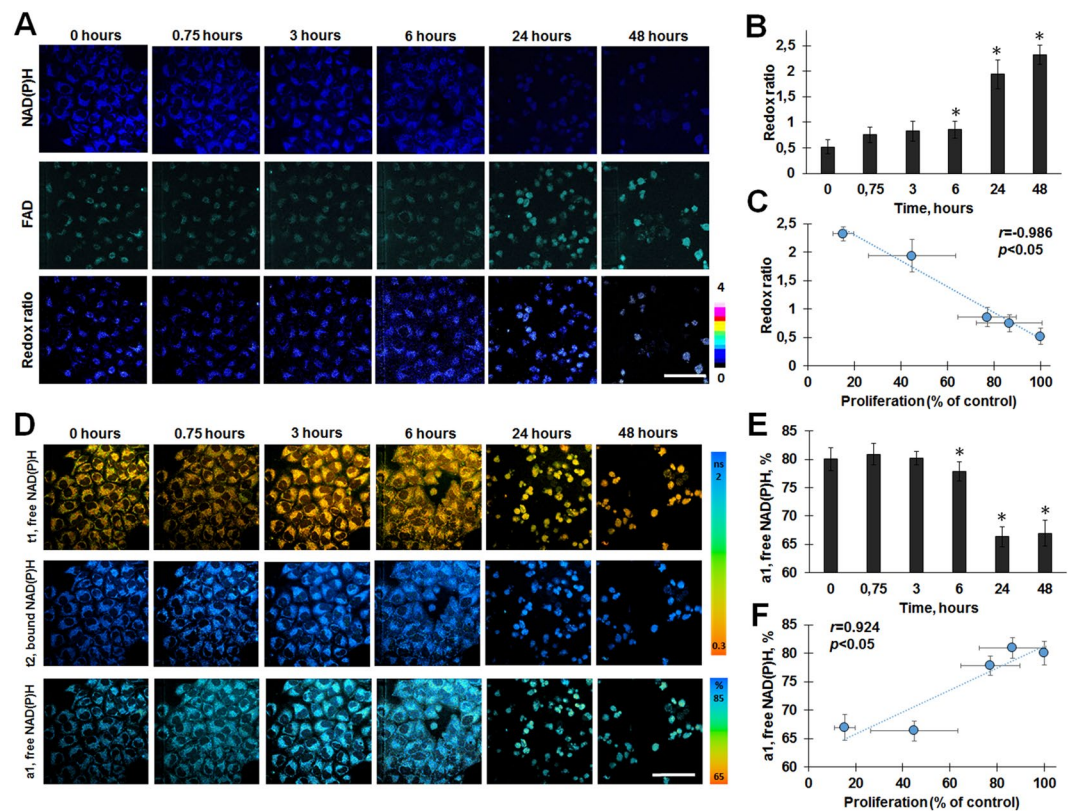 A
0 hours
0.75 hours
3 hours
6 hours
24 hours
48 hours
NAD(P)H
FAD
Redox ratio
4
0
B
Redox ratio
2,5
2
1,5
1
0,5
0
*
*
*
0
0,75
3
6
24
48
Time, hours
C
Redox ratio
2,5
2
1,5
1
0,5
0
r=-0.986
p<0.05
0
20
40
60
80
100
Proliferation (% of control)
D
0 hours
0.75 hours
3 hours
6 hours
24 hours
48 hours
t1, free NAD(P)H
t2, bound NAD(P)H
a1, free NAD(P)H
ns
2
0.3
%
85
65
E
a1, free NAD(P)H, %
85
80
75
70
65
60
*
*
*
0
0,75
3
6
24
48
Time, hours
F
a1, free NAD(P)H, %
85
80
75
70
65
60
r=0.924
p<0.05
0
20
40
60
80
100
Proliferation (% of control)